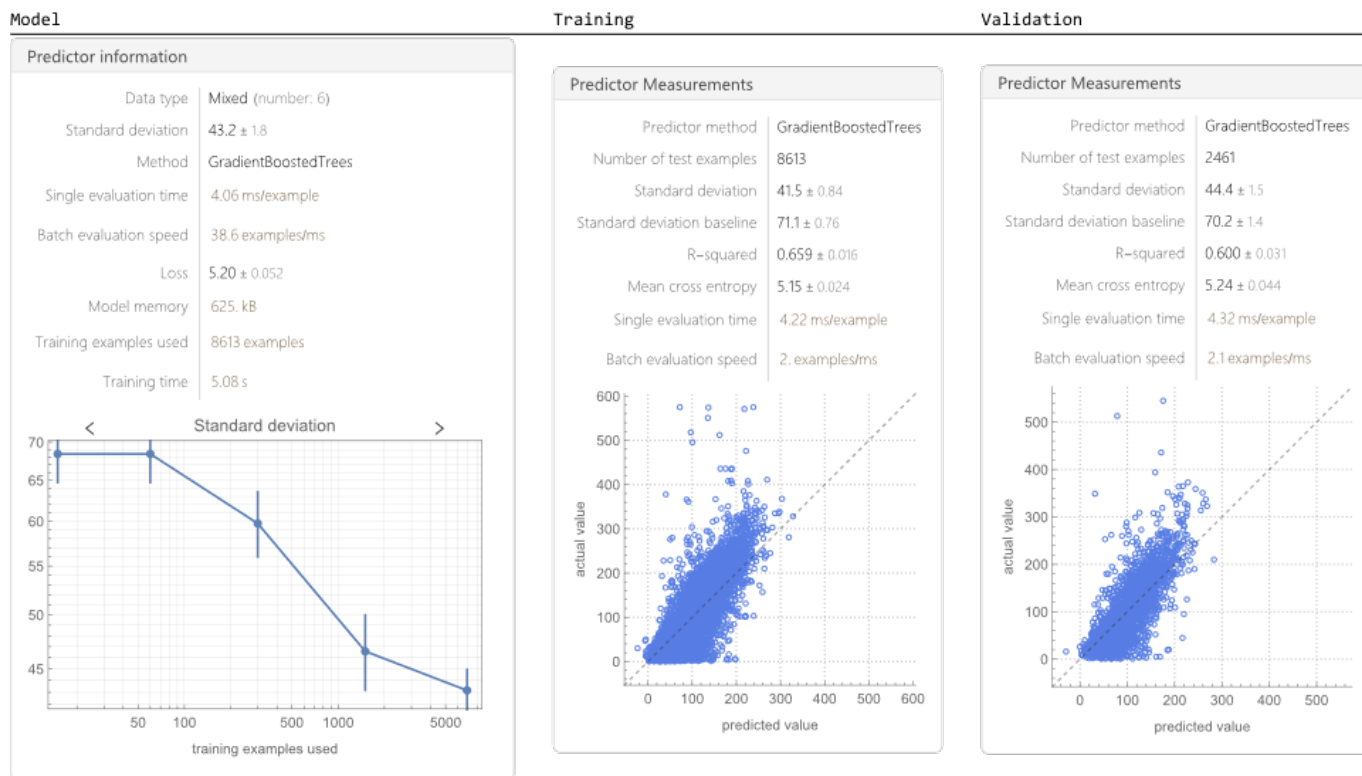 Model
Training
Validation
Predictor information
Data type Mixed (number: 6)
Standard deviation 43.2 ± 1.8
Method GradientBoostedTrees
Single evaluation time 4.06 ms/example
Batch evaluation speed 38.6 examples/ms
Loss 5.20 ± 0.052
Model memory 625. kB
Training examples used 8613 examples
Training time 5.08 s
< Standard deviation >
70
65
60
55
50
45
50 100 500 1000 5000
training examples used
Predictor Measurements
Predictor method GradientBoostedTrees
Number of test examples 8613
Standard deviation 41.5 ± 0.84
Standard deviation baseline 71.1 ± 0.76
R-squared 0.659 ± 0.016
Mean cross entropy 5.15 ± 0.024
Single evaluation time 4.22 ms/example
Batch evaluation speed 2. examples/ms
600
500
400
300
200
100
0
actual value
0 100 200 300 400 500 600
predicted value
Predictor Measurements
Predictor method GradientBoostedTrees
Number of test examples 2461
Standard deviation 44.4 ± 1.5
Standard deviation baseline 70.2 ± 1.4
R-squared 0.600 ± 0.031
Mean cross entropy 5.24 ± 0.044
Single evaluation time 4.32 ms/example
Batch evaluation speed 2.1 examples/ms
500
400
300
200
100
0
actual value
0 100 200 300 400 500
predicted value